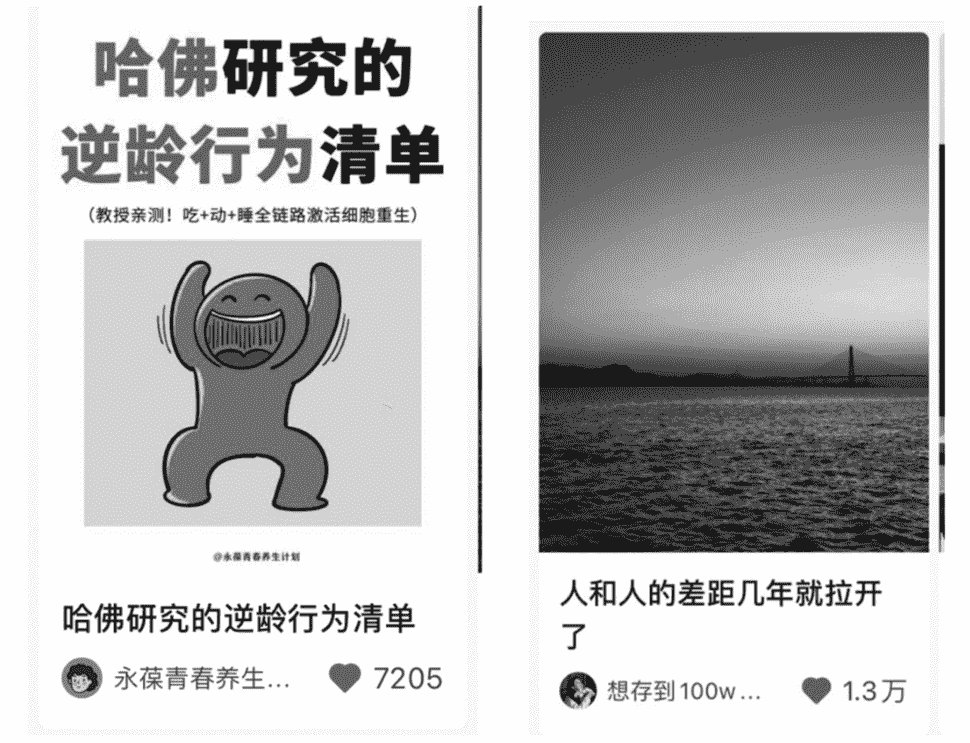 哈佛研究的
逆龄行为清单
（教授亲测！吃+动+睡全链路激活细胞重生）
@永葆青春养生计划
哈佛研究的逆龄行为清单
永葆青春养生...
7205
人和人的差距几年就拉开
了
想存到100w...
1.3万